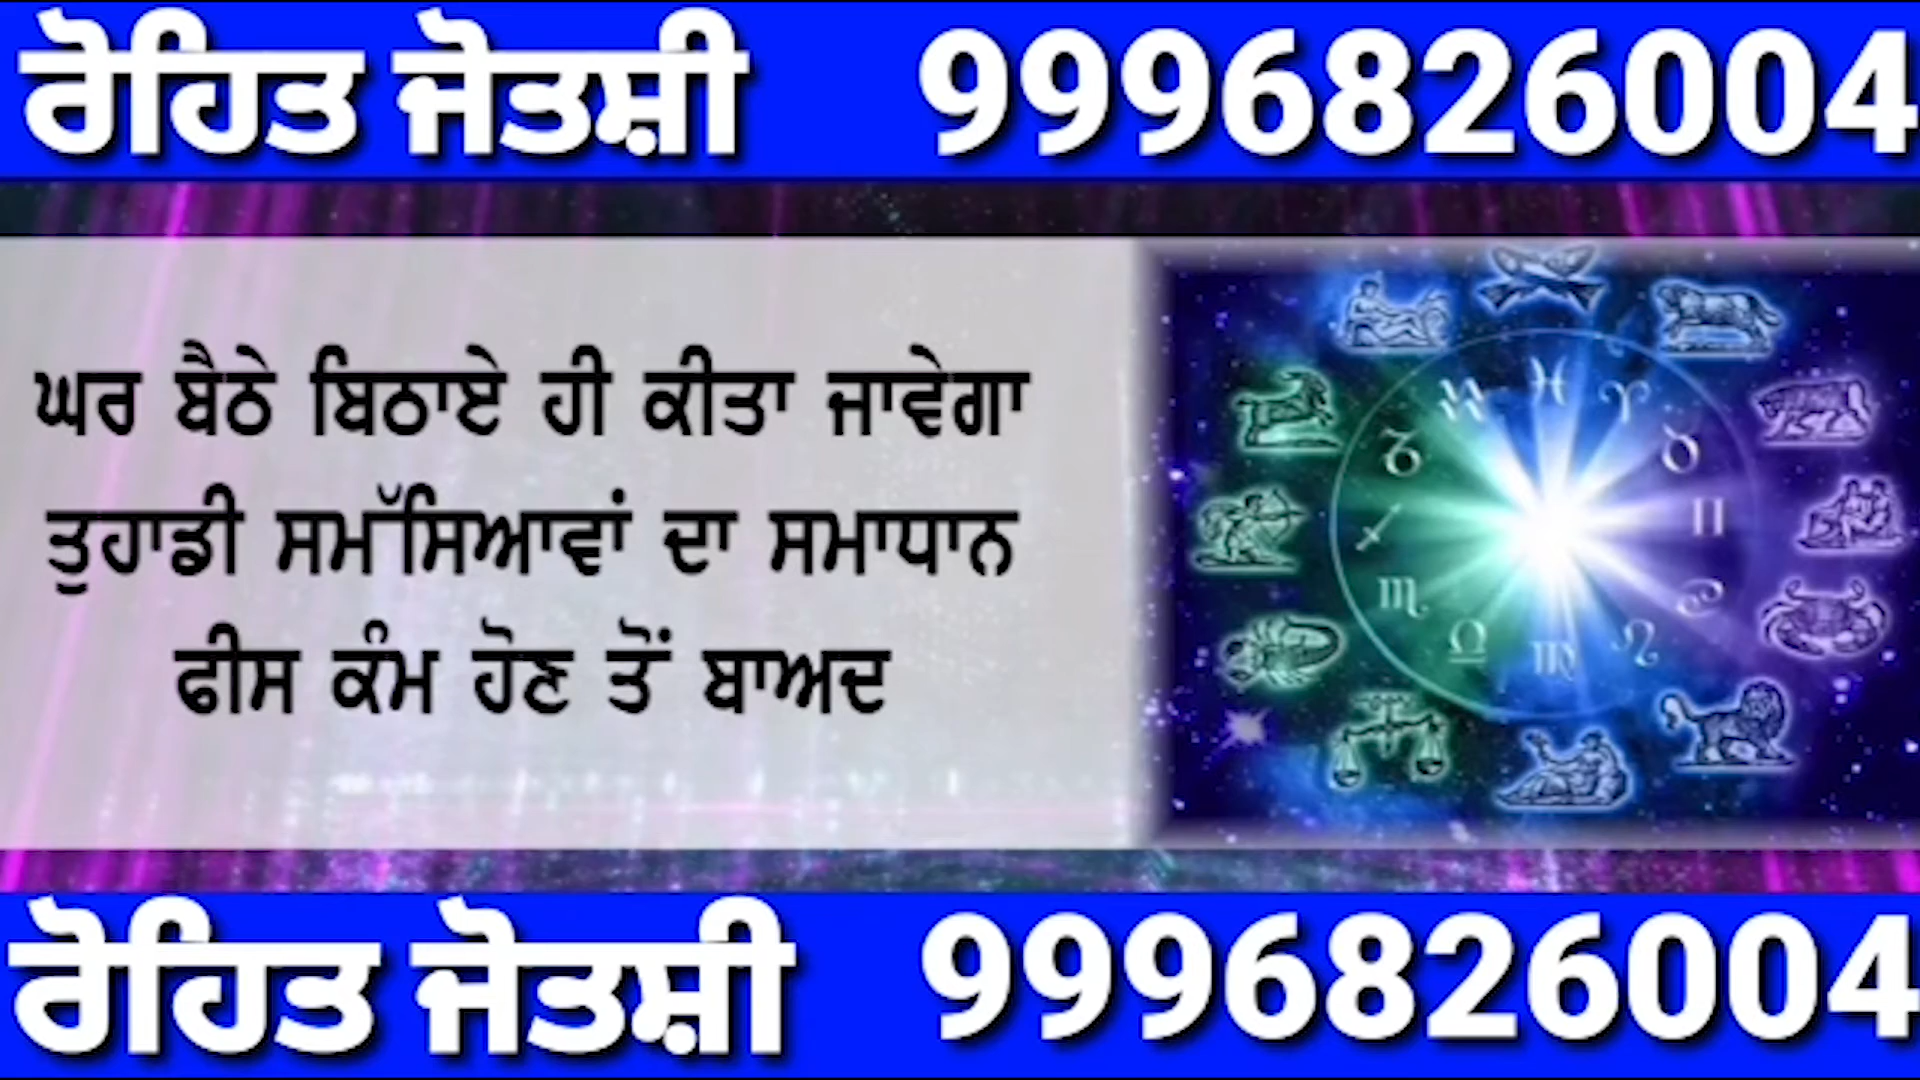 ਰੋਹਿਤ ਜੋਤਸ਼ੀ 9996826004
ਘਰ ਬੈਠੇ ਬਿਠਾਏ ਹੀ ਕੀਤਾ ਜਾਵੇਗਾ
ਤੁਹਾਡੀ ਸਮੱਸਿਆਵਾਂ ਦਾ ਸਮਾਧਾਨ
ਫੀਸ ਕੰਮ ਹੋਣ ਤੋਂ ਬਾਅਦ
ਰੋਹਿਤ ਜੋਤਸ਼ੀ 9996826004